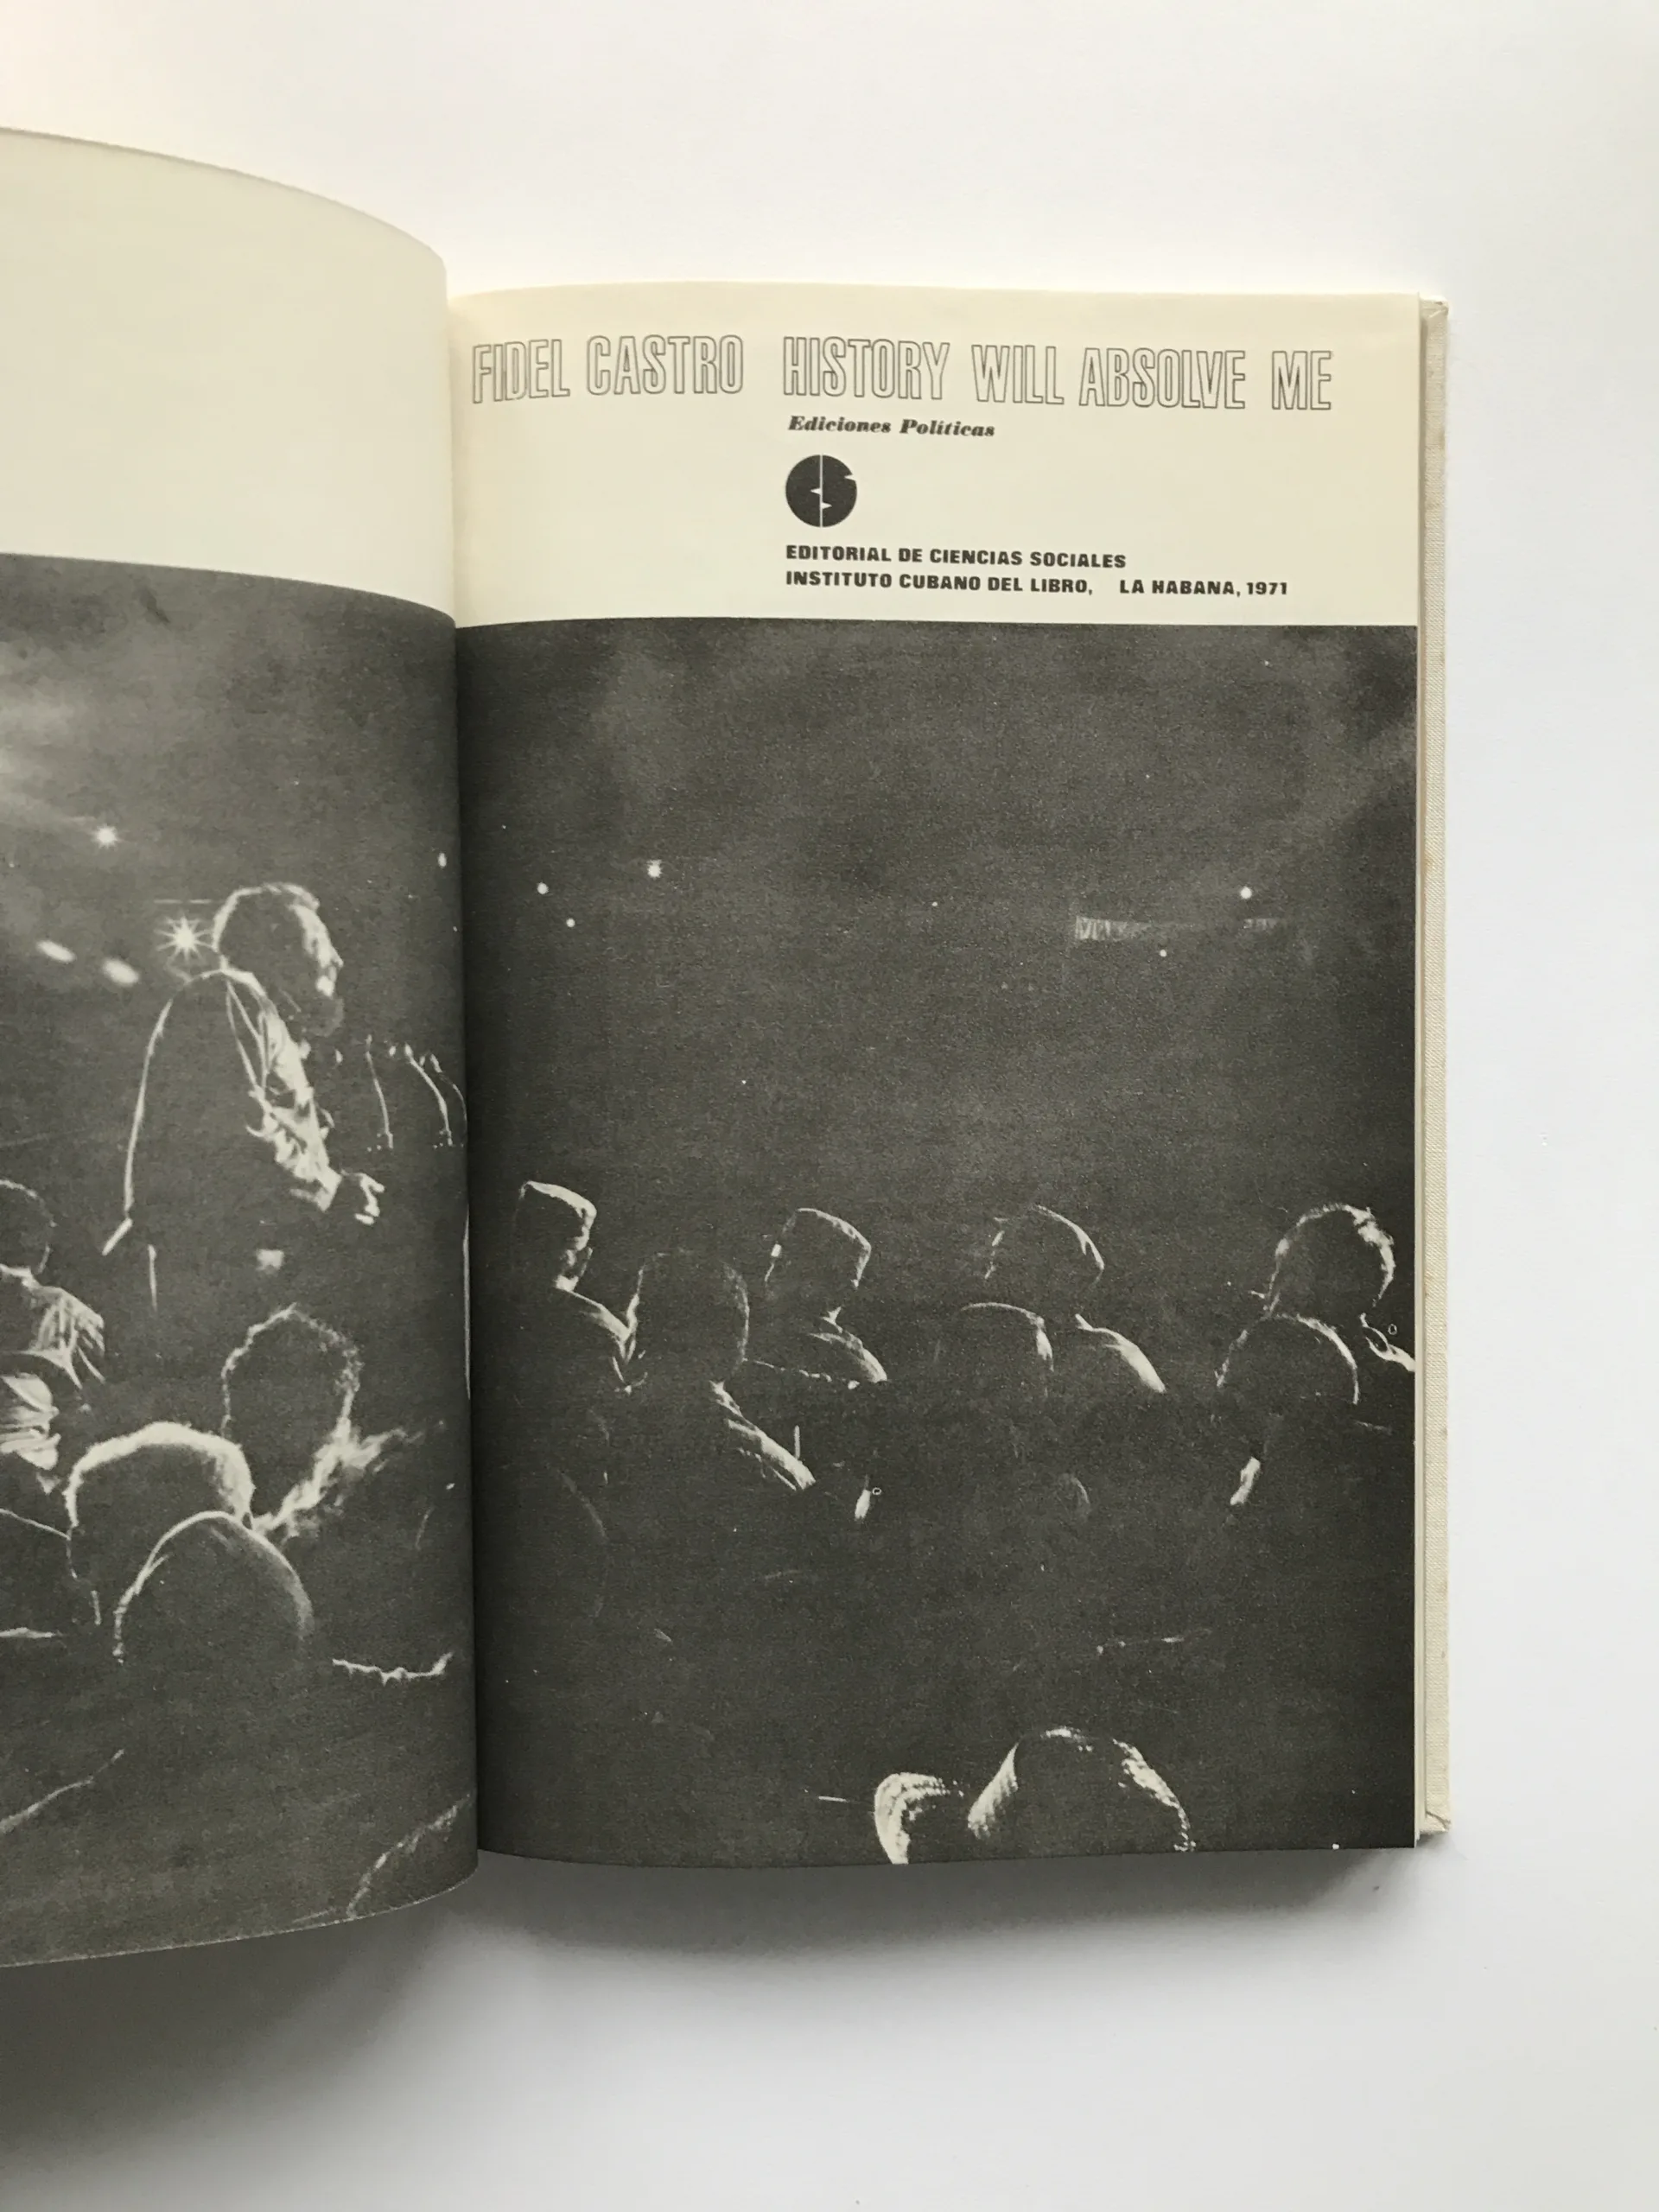 FIDEL CASTRO HISTORY WILL ABSOLVE ME
Ediciones Políticas
EDITORIAL DE CIENCIAS SOCIALES
INSTITUTO CUBANO DEL LIBRO, LA HABANA, 1971